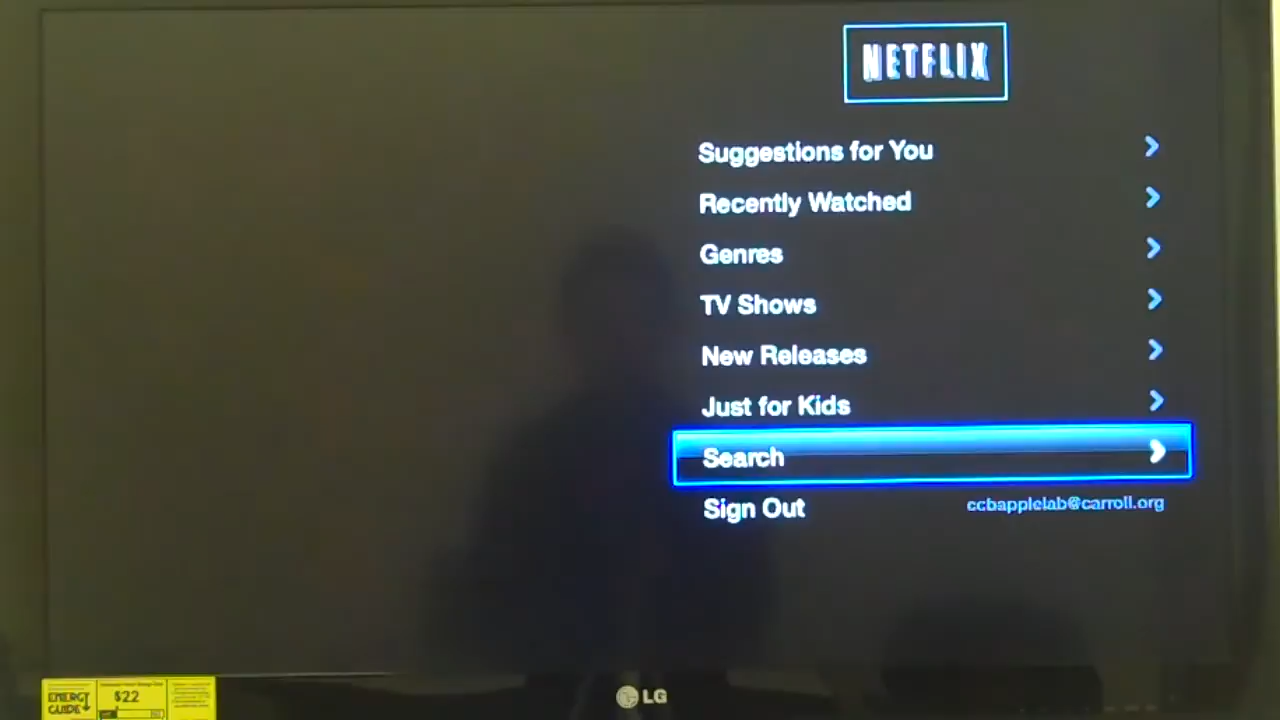 NETFLIX
Suggestions for You
Recently Watched
Genres
TV Shows
New Releases
Just for Kids
Search
Sign Out ccbapplelab@carroll.org
ENERGY
GUIDE
$22
LG